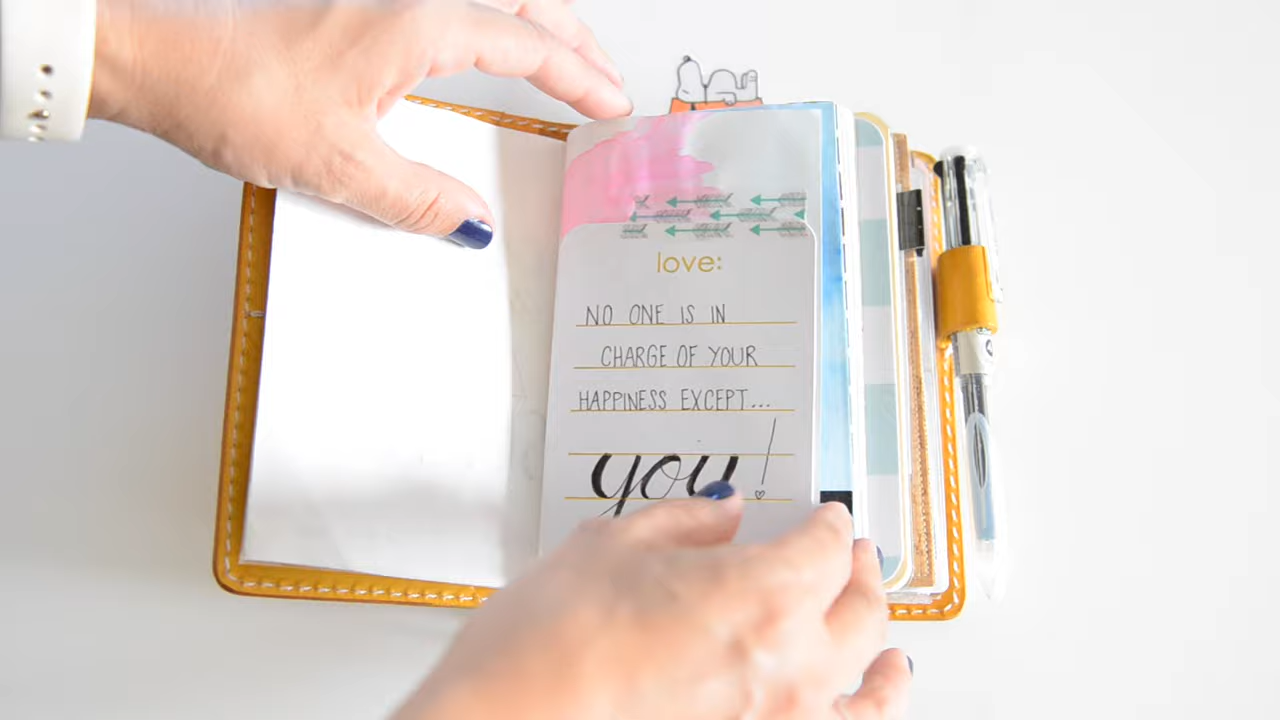 love:
NO ONE IS IN
CHARGE OF YOUR
HAPPINESS EXCEPT...
you!